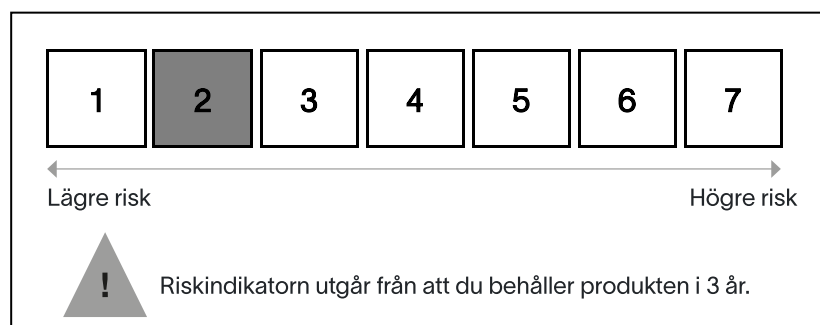 1 2 3 4 5 6 7
Lägre risk Högre risk
! Riskindikatorn utgår från att du behåller produkten i 3 år.